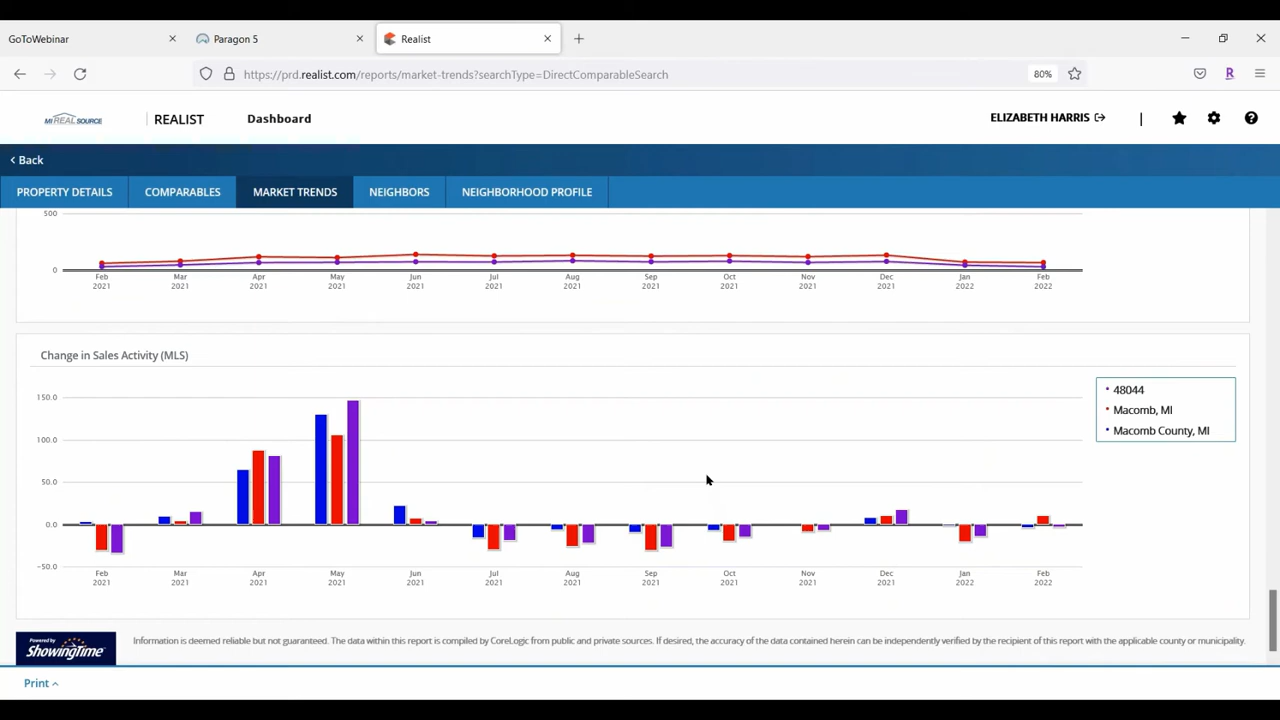 GoToWebinar
Paragon 5
Realist
https://prd.realist.com/reports/market-trends?searchType=DirectComparableSearch
80%
MI REAL SOURCE
REALIST
Dashboard
ELIZABETH HARRIS
Back
PROPERTY DETAILS
COMPARABLES
MARKET TRENDS
NEIGHBORS
NEIGHBORHOOD PROFILE
500
0
Feb Mar Apr May Jun Jul Aug Sep Oct Nov Dec Jan Feb
2021 2021 2021 2021 2021 2021 2021 2021 2021 2021 2021 2022 2022
Change in Sales Activity (MLS)
48044
Macomb, MI
Macomb County, MI
150.0
100.0
50.0
0.0
−50.0
Feb Mar Apr May Jun Jul Aug Sep Oct Nov Dec Jan Feb
2021 2021 2021 2021 2021 2021 2021 2021 2021 2021 2021 2022 2022
Powered by
ShowingTime
Information is deemed reliable but not guaranteed. The data within this report is compiled by CoreLogic from public and private sources. If desired, the accuracy of the data contained herein can be independently verified by the recipient of this report with the applicable county or municipality.
Print